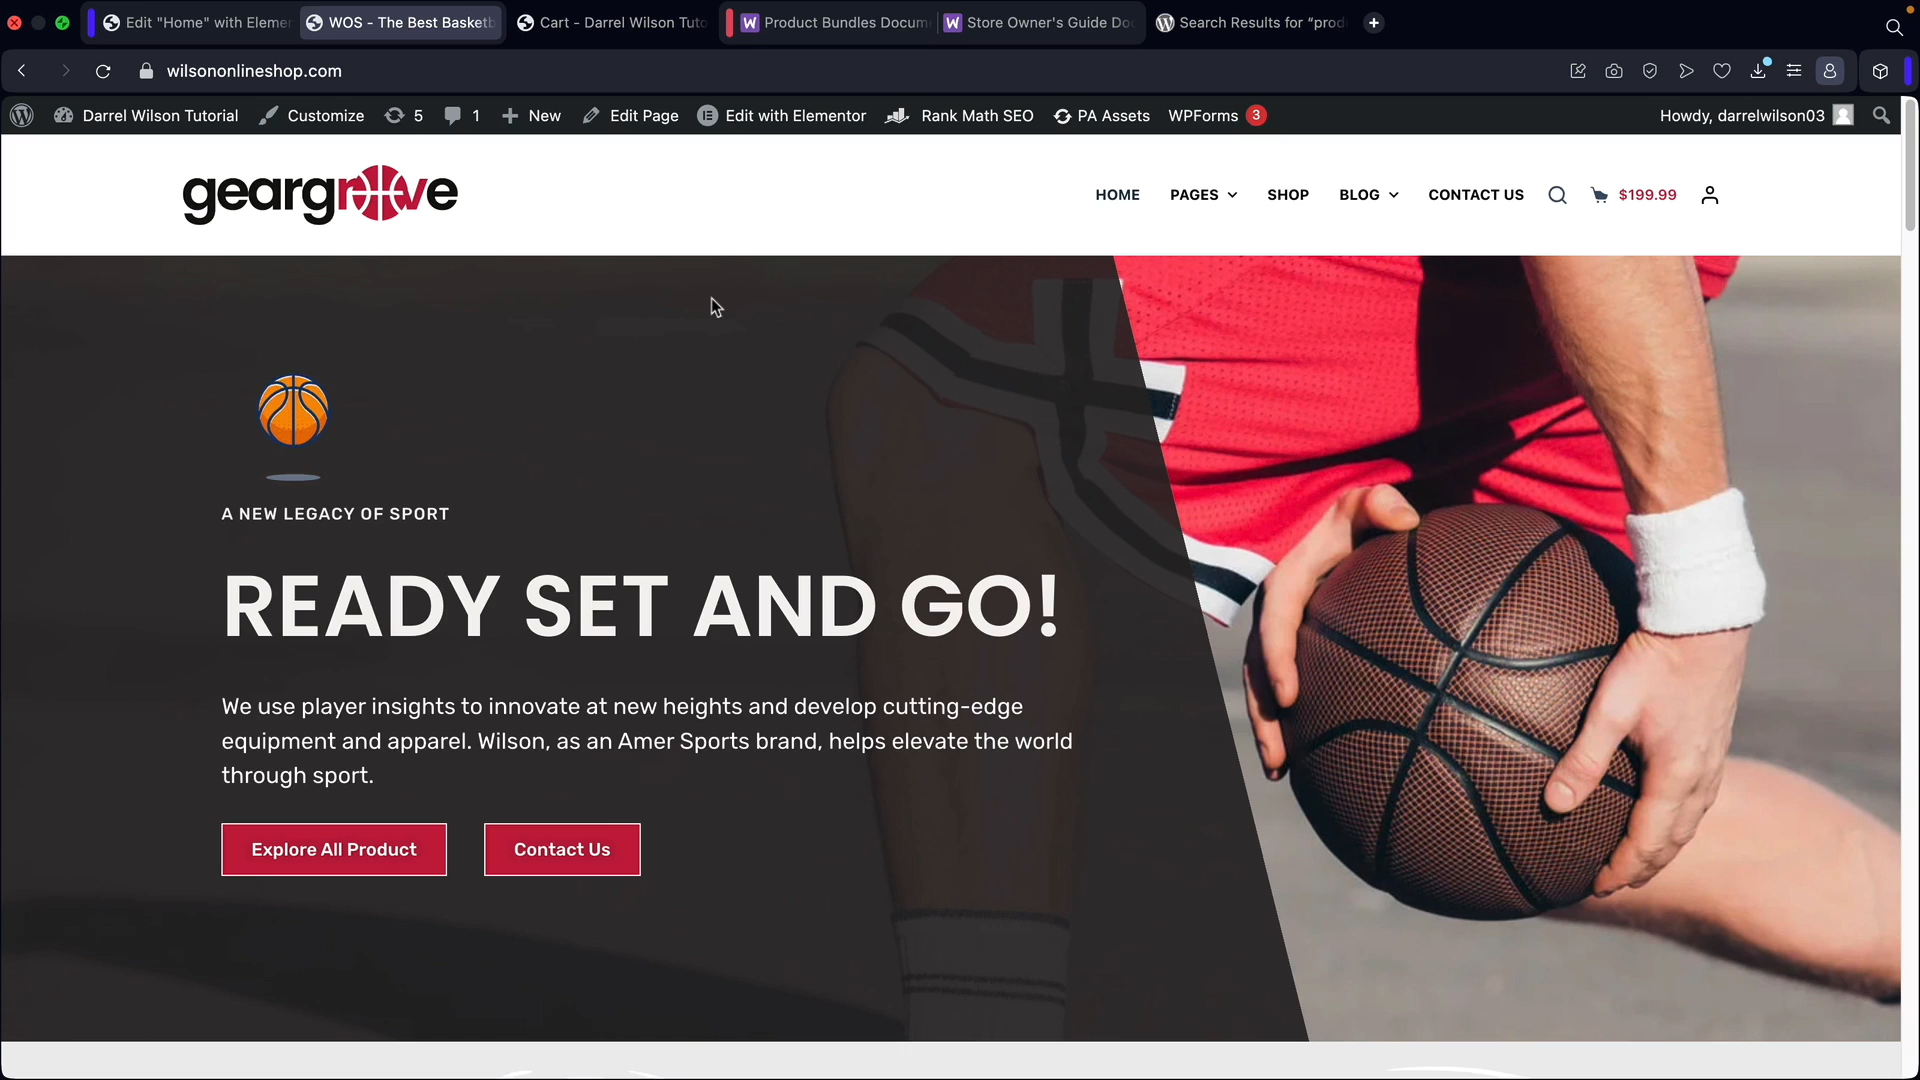 Edit "Home" with Elemen
WOS - The Best Basketb
Cart - Darrel Wilson Tuto
Product Bundles Docum
Store Owner's Guide Doc
Search Results for “prod
wilsononlineshop.com
Darrel Wilson Tutorial
Customize
5
1
New
Edit Page
Edit with Elementor
Rank Math SEO
PA Assets
WPForms 3
Howdy, darrelwilson03
geargroove
HOME
PAGES
SHOP
BLOG
CONTACT US
$199.99
A NEW LEGACY OF SPORT
READY SET AND GO!
We use player insights to innovate at new heights and develop cutting-edge
equipment and apparel. Wilson, as an Amer Sports brand, helps elevate the world
through sport.
Explore All Product
Contact Us